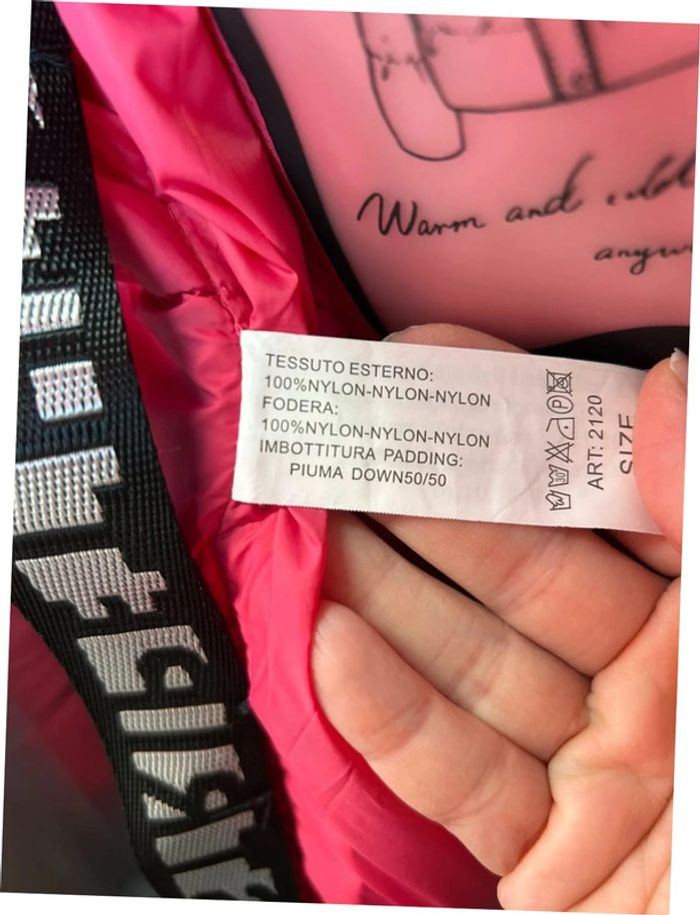 Warm and
TESSUTO ESTERNO:
100%NYLON-NYLON-NYLON
FODERA:
100%NYLON-NYLON-NYLON
IMBOTTITURA PADDING:
PIUMA DOWN50/50
ART: 2120
SIZE